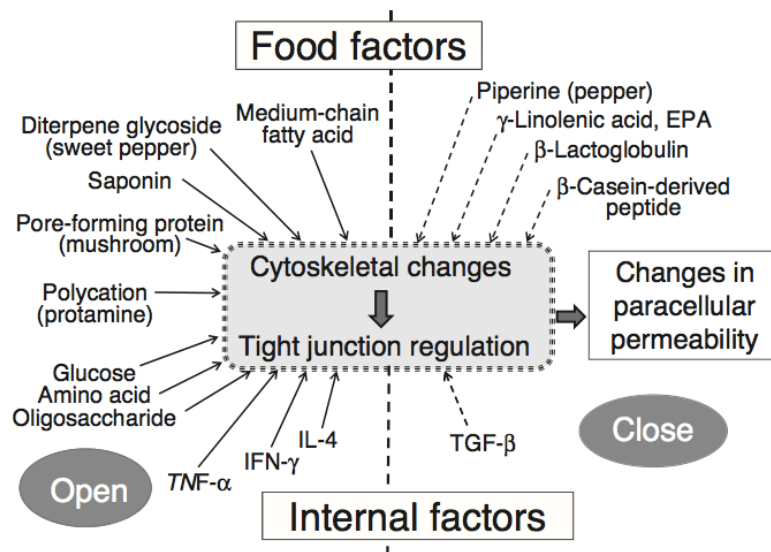 Food factors
Diterpene glycoside
(sweet pepper)
Medium-chain
fatty acid
Piperine (pepper)
γ-Linolenic acid, EPA
β-Lactoglobulin
β-Casein-derived
peptide
Saponin
Pore-forming protein
(mushroom)
Polycation
(protamine)
Cytoskeletal changes
Tight junction regulation
Changes in
paracellular
permeability
Glucose
Amino acid
Oligosaccharide
TNF-α
IFN-γ
IL-4
TGF-β
Open
Close
Internal factors